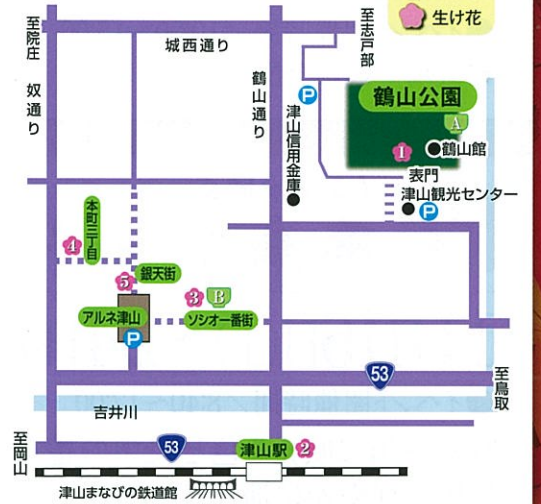 生け花
至院庄
城西通り
至志戸部
奴通り
鶴山通り
P
鶴山公園
A
津山信用金庫
1
鶴山館
表門
津山観光センター
P
本町三丁目
4
5
銀天街
3
B
アルネ津山
ソシオ一番街
P
53
至鳥取
吉井川
至岡山
53
津山駅
2
津山まなびの鉄道館